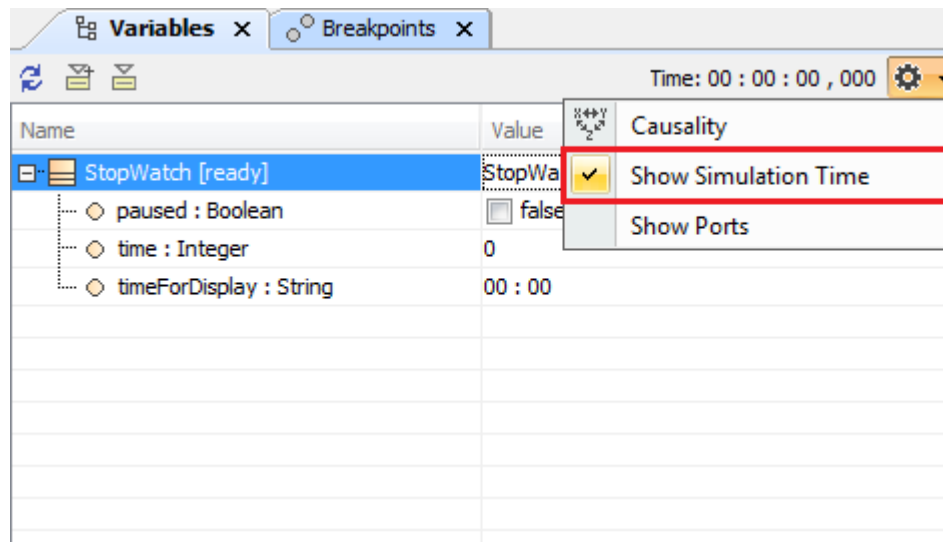 Variables Breakpoints
Time: 00 : 00 : 00 , 000
Name Value
Causality
StopWatch [ready] StopWa
Show Simulation Time
paused : Boolean false
Show Ports
time : Integer 0
timeForDisplay : String 00 : 00